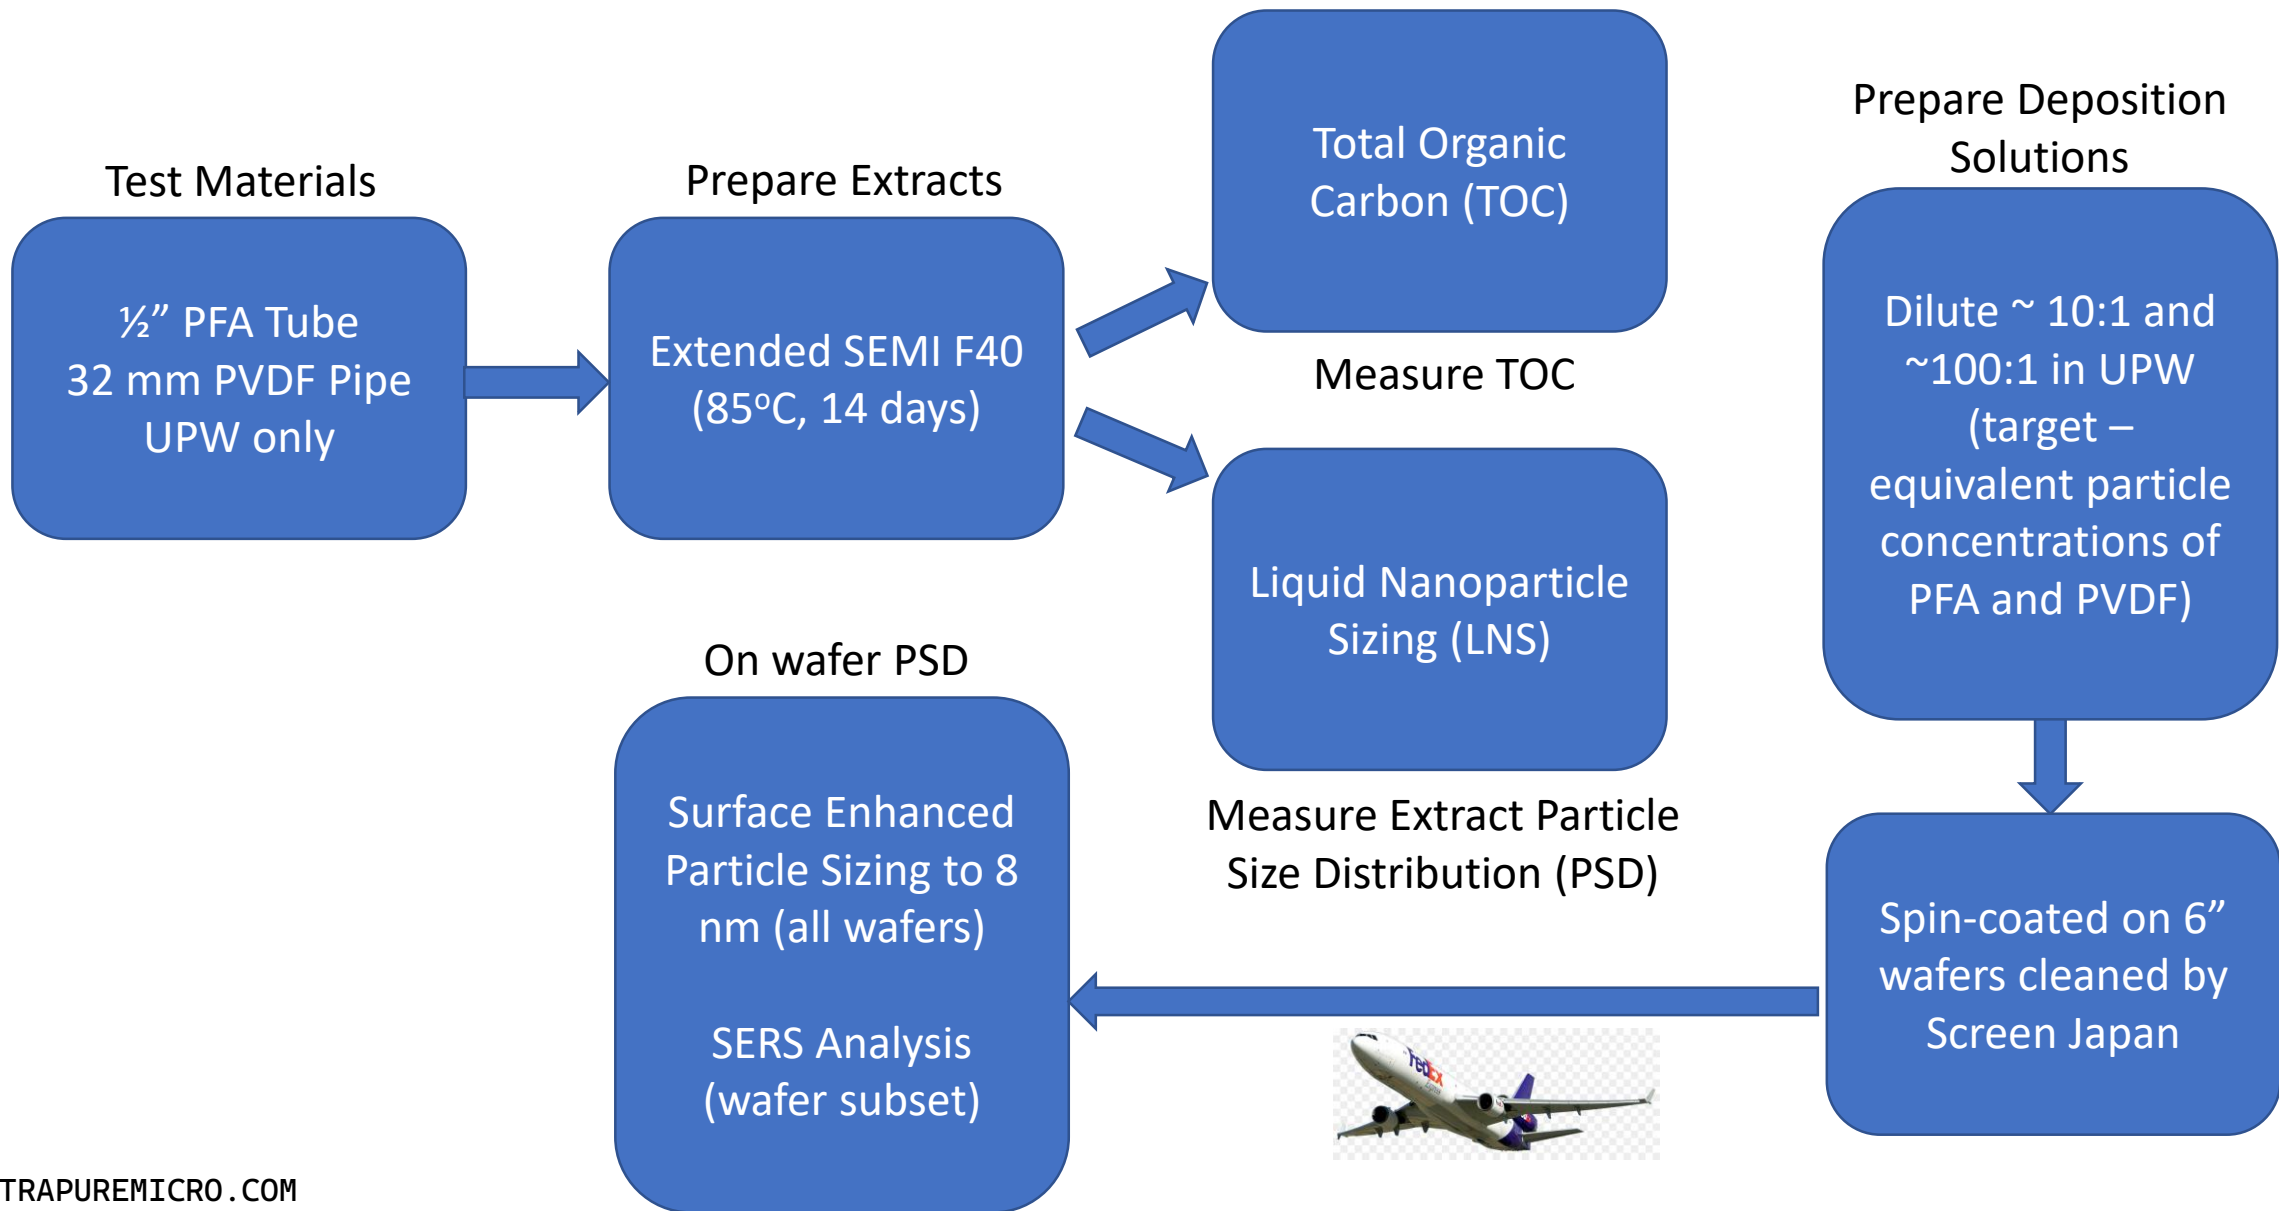 Test Materials
½” PFA Tube
32 mm PVDF Pipe
UPW only
Prepare Extracts
Extended SEMI F40
(85ᵒC, 14 days)
Total Organic
Carbon (TOC)
Measure TOC
Liquid Nanoparticle
Sizing (LNS)
Measure Extract Particle
Size Distribution (PSD)
Prepare Deposition
Solutions
Dilute ~ 10:1 and
~100:1 in UPW
(target –
equivalent particle
concentrations of
PFA and PVDF)
Spin-coated on 6”
wafers cleaned by
Screen Japan
FedEx
Express
On wafer PSD
Surface Enhanced
Particle Sizing to 8
nm (all wafers)
SERS Analysis
(wafer subset)
TRAPUREMICRO.COM